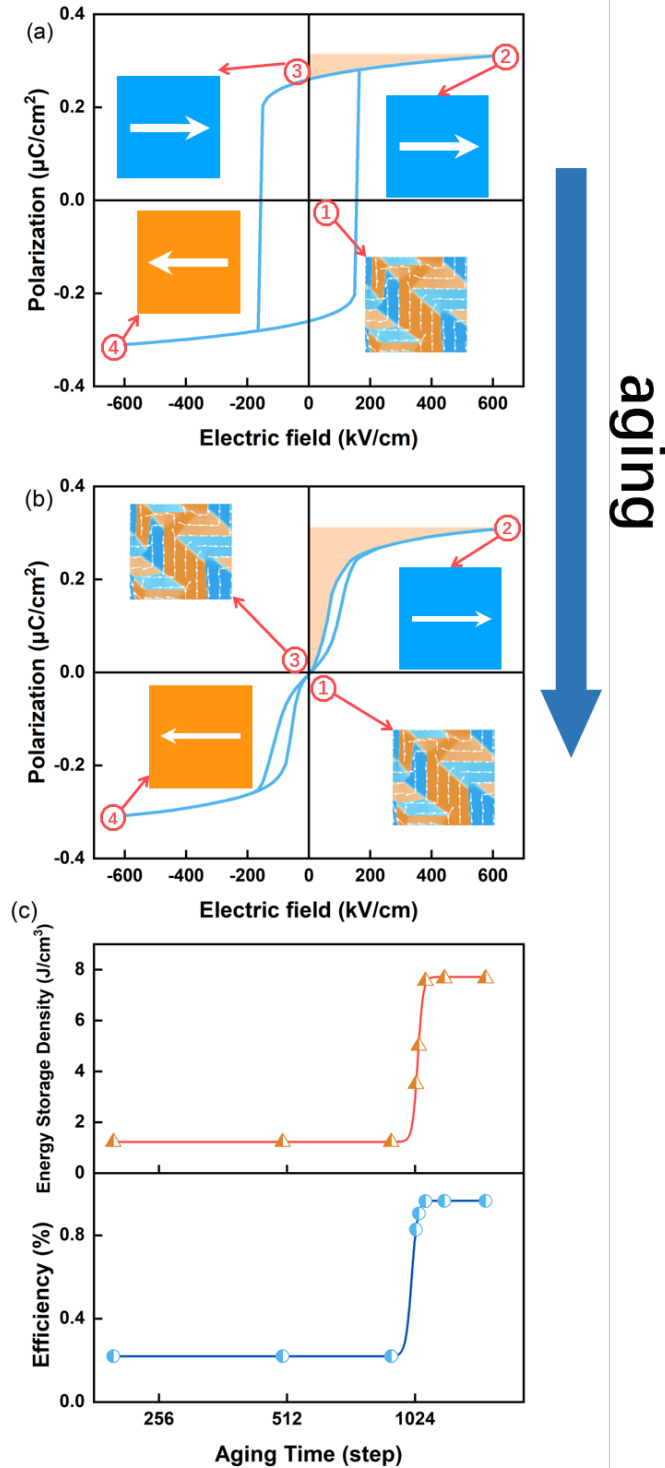 (a)
0.4
0.2
0.0
-0.2
-0.4
Polarization (μC/cm²)
③
②
①
④
-600 -400 -200 0 200 400 600
Electric field (kV/cm)
aging
(b)
0.4
0.2
0.0
-0.2
-0.4
Polarization (μC/cm²)
②
③
①
④
-600 -400 -200 0 200 400 600
Electric field (kV/cm)
(c)
8
6
4
2
0
Energy Storage Density (J/cm³)
0.8
0.4
0.0
Efficiency (%)
256 512 1024
Aging Time (step)